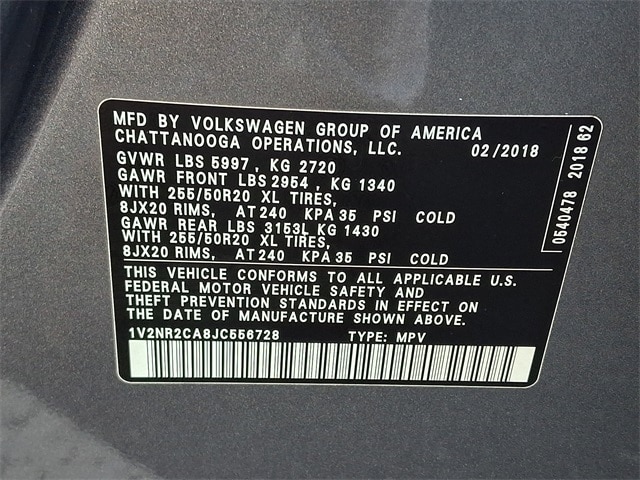 MFD BY VOLKSWAGEN GROUP OF AMERICA
CHATTANOOGA OPERATIONS, LLC. 02/2018
GVWR LBS 5997 , KG 2720
GAWR FRONT LBS 2954 , KG 1340
WITH 255/50R20 XL TIRES,
8JX20 RIMS, AT 240 KPA 35 PSI COLD
GAWR REAR LBS 3153L KG 1430
WITH 255/50R20 XL TIRES,
8JX20 RIMS, AT 240 KPA 35 PSI COLD
THIS VEHICLE CONFORMS TO ALL APPLICABLE U.S.
FEDERAL MOTOR VEHICLE SAFETY AND
THEFT PREVENTION STANDARDS IN EFFECT ON
THE DATE OF MANUFACTURE SHOWN ABOVE.
1V2NR2CA8JC556728 TYPE: MPV
0540478 201862